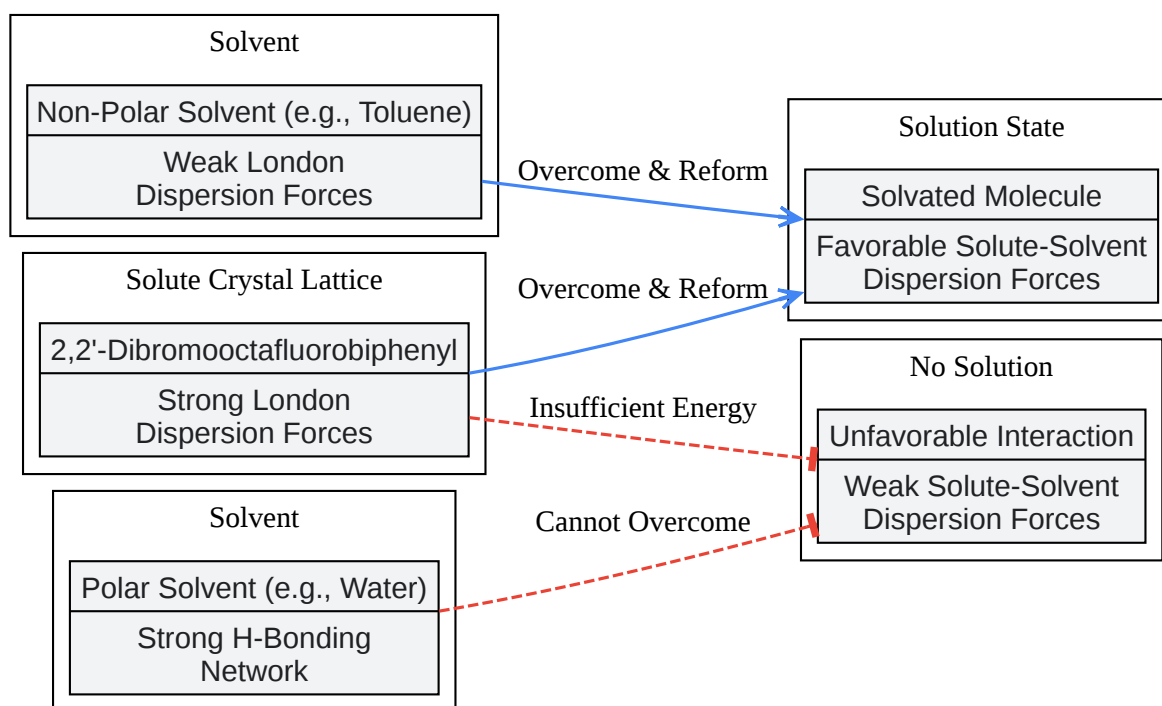 Solvent
Non-Polar Solvent (e.g., Toluene)
Weak London
Dispersion Forces
Overcome & Reform
Solution State
Solvated Molecule
Favorable Solute-Solvent
Dispersion Forces
Solute Crystal Lattice
2,2'-Dibromooctafluorobiphenyl
Strong London
Dispersion Forces
Overcome & Reform
Insufficient Energy
No Solution
Unfavorable Interaction
Weak Solute-Solvent
Dispersion Forces
Solvent
Polar Solvent (e.g., Water)
Strong H-Bonding
Network
Cannot Overcome